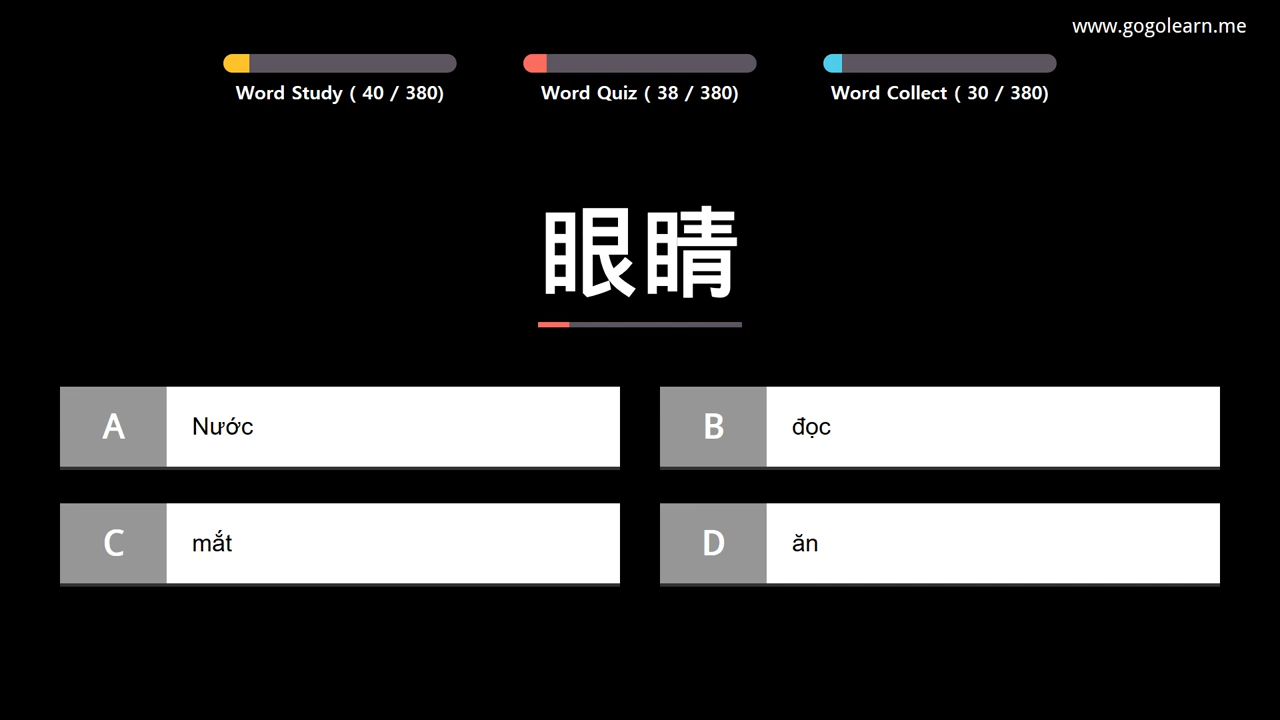 www.gogolearn.me
Word Study ( 40 / 380)
Word Quiz ( 38 / 380)
Word Collect ( 30 / 380)
眼睛
A Nước
B đọc
C mắt
D ăn